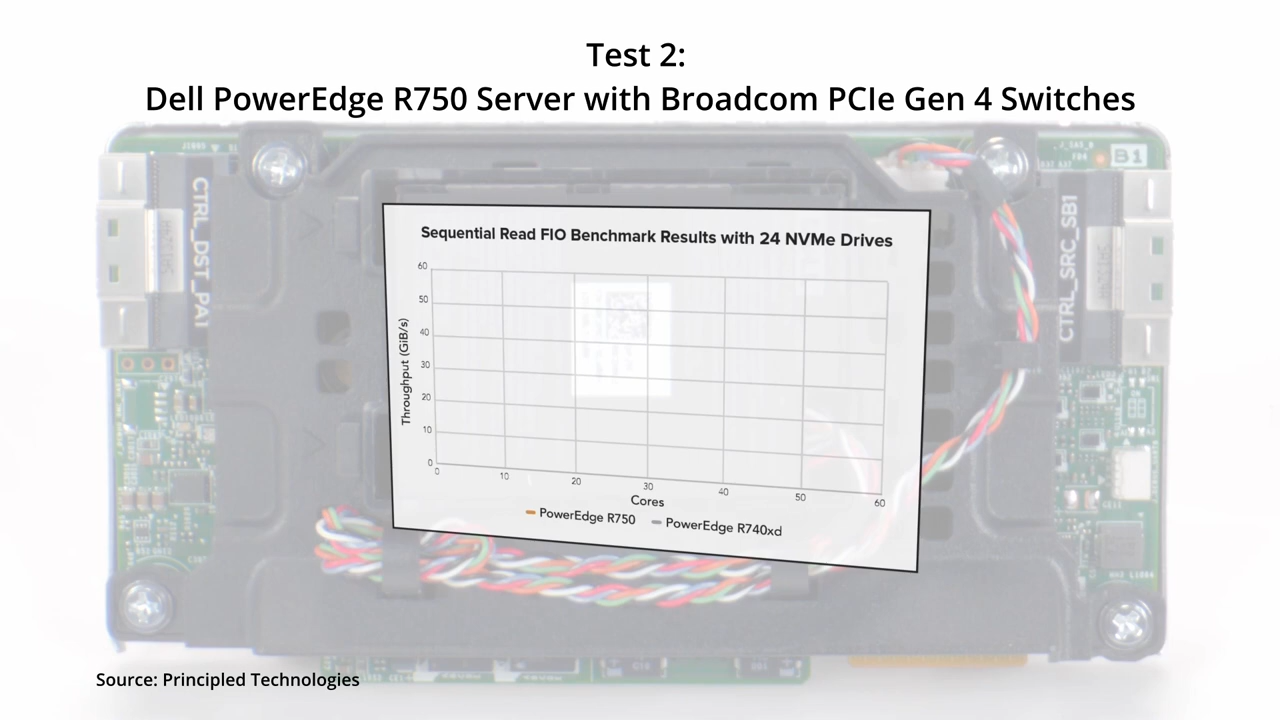 Test 2:
Dell PowerEdge R750 Server with Broadcom PCIe Gen 4 Switches
B1
CTRL_DST_PA1
CTRL_SRC_SB1
Sequential Read FIO Benchmark Results with 24 NVMe Drives
Throughput (GiB/s)
60
50
40
30
20
10
0
0 10 20 30 40 50 60
Cores
PowerEdge R750 PowerEdge R740xd
Source: Principled Technologies